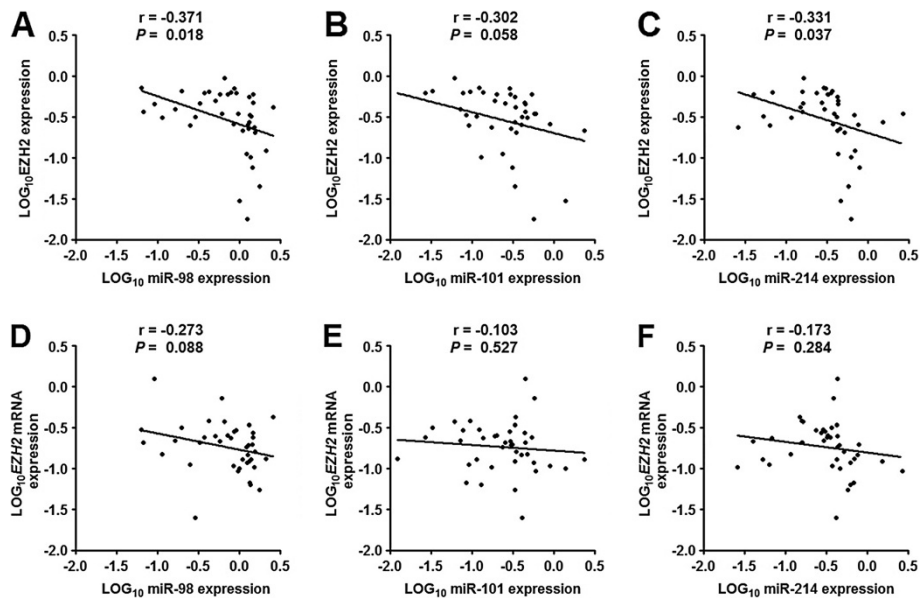 A
r = -0.371
P = 0.018
LOG10EZH2 expression
0.5
0.0
-0.5
-1.0
-1.5
-2.0
-2.0 -1.5 -1.0 -0.5 0.0 0.5
LOG10 miR-98 expression
B
r = -0.302
P = 0.058
LOG10EZH2 expression
0.5
0.0
-0.5
-1.0
-1.5
-2.0
-2.0 -1.5 -1.0 -0.5 0.0 0.5
LOG10 miR-101 expression
C
r = -0.331
P = 0.037
LOG10EZH2 expression
0.5
0.0
-0.5
-1.0
-1.5
-2.0
-2.0 -1.5 -1.0 -0.5 0.0 0.5
LOG10 miR-214 expression
D
r = -0.273
P = 0.088
LOG10EZH2 mRNA
expression
0.5
0.0
-0.5
-1.0
-1.5
-2.0
-2.0 -1.5 -1.0 -0.5 0.0 0.5
LOG10 miR-98 expression
E
r = -0.103
P = 0.527
LOG10EZH2 mRNA
expression
0.5
0.0
-0.5
-1.0
-1.5
-2.0
-2.0 -1.5 -1.0 -0.5 0.0 0.5
LOG10 miR-101 expression
F
r = -0.173
P = 0.284
LOG10EZH2 mRNA
expression
0.5
0.0
-0.5
-1.0
-1.5
-2.0
-2.0 -1.5 -1.0 -0.5 0.0 0.5
LOG10 miR-214 expression